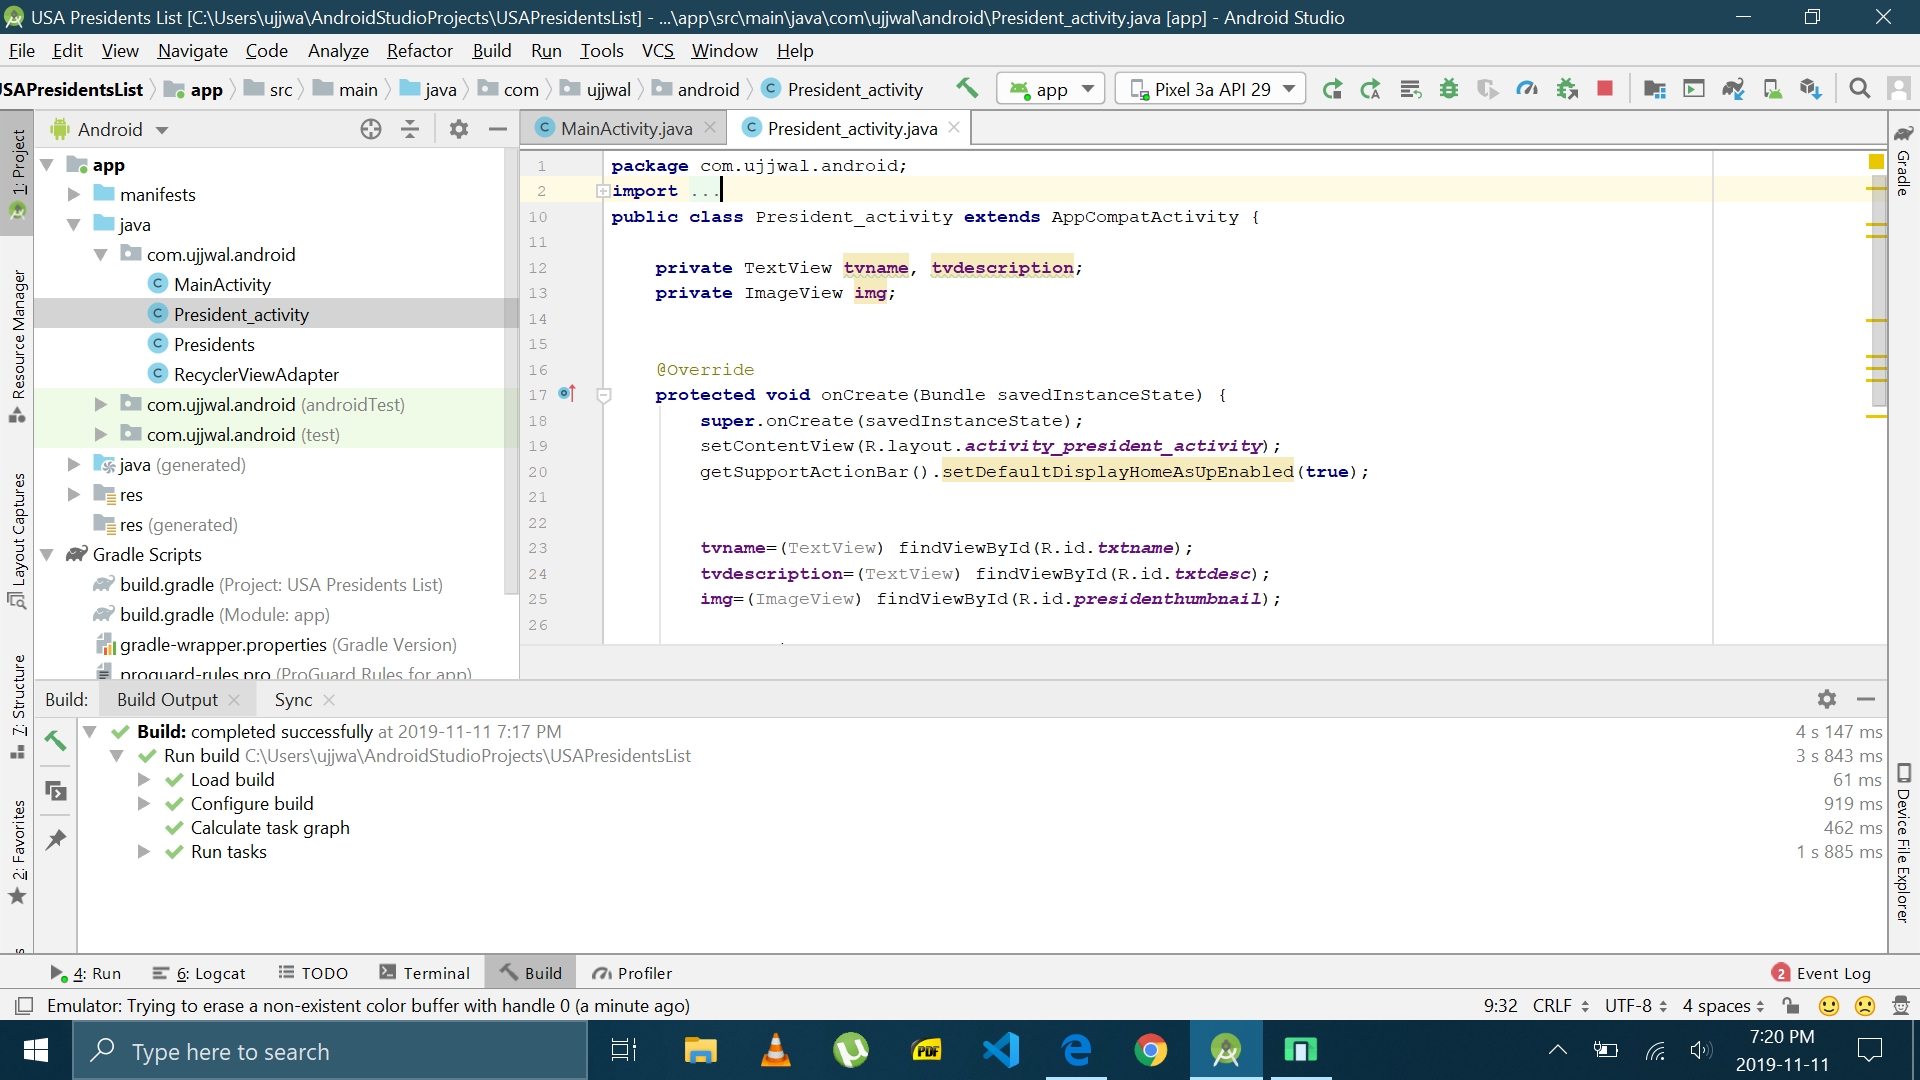 USA Presidents List [C:\Users\ujjwa\AndroidStudioProjects\USAPresidentsList] - ...\app\src\main\java\com\ujjwal\android\President_activity.java [app] - Android Studio
File Edit View Navigate Code Analyze Refactor Build Run Tools VCS Window Help
USAPresidentsList app src main java com ujjwal android President_activity app Pixel 3a API 29
Android
MainActivity.java President_activity.java
1: Project
Resource Manager
Layout Captures
7: Structure
2: Favorites
app
manifests
java
com.ujjwal.android
MainActivity
President_activity
Presidents
RecyclerViewAdapter
com.ujjwal.android (androidTest)
com.ujjwal.android (test)
java (generated)
res
res (generated)
Gradle Scripts
build.gradle (Project: USA Presidents List)
build.gradle (Module: app)
gradle-wrapper.properties (Gradle Version)
proguard-rules.pro (ProGuard Rules for app)
1 package com.ujjwal.android;
2 import ...
10 public class President_activity extends AppCompatActivity {
11
12 private TextView tvname, tvdescription;
13 private ImageView img;
14
15
16 @Override
17 protected void onCreate(Bundle savedInstanceState) {
18 super.onCreate(savedInstanceState);
19 setContentView(R.layout.activity_president_activity);
20 getSupportActionBar().setDefaultDisplayHomeAsUpEnabled(true);
21
22
23 tvname=(TextView) findViewById(R.id.txtname);
24 tvdescription=(TextView) findViewById(R.id.txtdesc);
25 img=(ImageView) findViewById(R.id.presidenthumbnail);
26
Gradle
Device File Explorer
Build: Build Output Sync
Build: completed successfully at 2019-11-11 7:17 PM 4 s 147 ms
Run build C:\Users\ujjwa\AndroidStudioProjects\USAPresidentsList 3 s 843 ms
Load build 61 ms
Configure build 919 ms
Calculate task graph 462 ms
Run tasks 1 s 885 ms
4: Run 6: Logcat TODO Terminal Build Profiler 2 Event Log
Emulator: Trying to erase a non-existent color buffer with handle 0 (a minute ago) 9:32 CRLF UTF-8 4 spaces
Type here to search
PDF
7:20 PM
2019-11-11